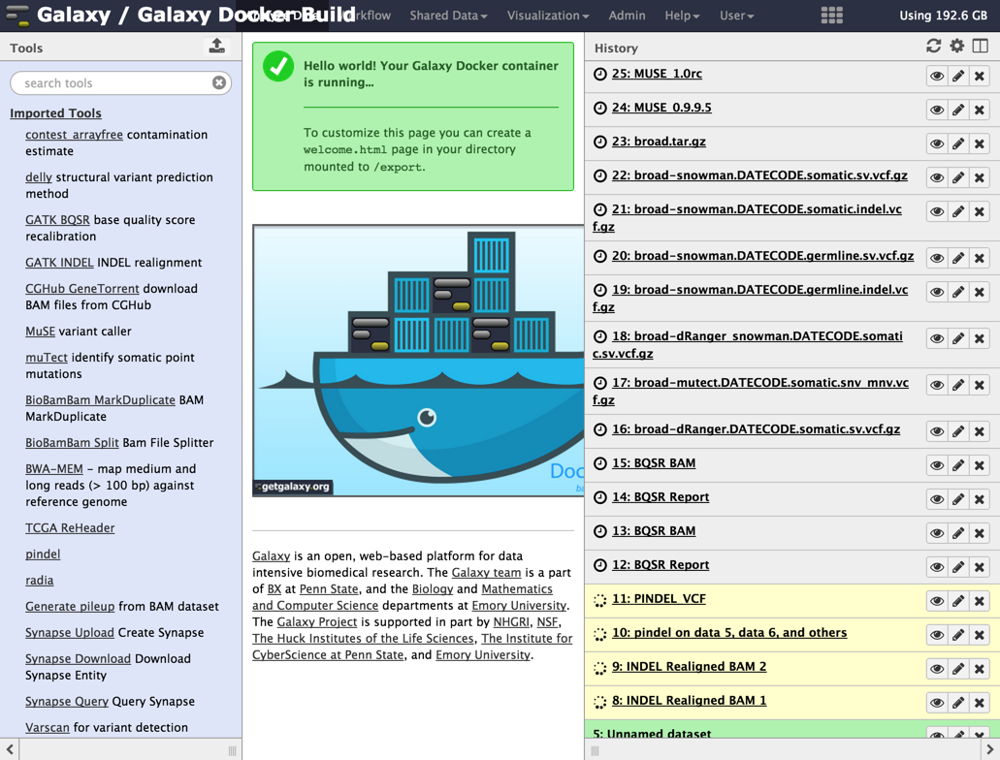 Galaxy / Galaxy Docker Build
Workflow
Shared Data
Visualization
Admin
Help
User
Using 192.6 GB
Tools
search tools
Imported Tools
contest_arrayfree contamination
estimate
delly structural variant prediction
method
GATK BQSR base quality score
recalibration
GATK INDEL INDEL realignment
CGHub GeneTorrent download
BAM files from CGHub
MuSE variant caller
muTect identify somatic point
mutations
BioBamBam MarkDuplicate BAM
MarkDuplicate
BioBamBam Split Bam File Splitter
BWA-MEM - map medium and
long reads (> 100 bp) against
reference genome
TCGA ReHeader
pindel
radia
Generate pileup from BAM dataset
Synapse Upload Create Synapse
Synapse Download Download
Synapse Entity
Synapse Query Query Synapse
Varscan for variant detection
Hello world! Your Galaxy Docker container
is running...
To customize this page you can create a
welcome.html page in your directory
mounted to /export.
getgalaxy.org
Doc
Galaxy is an open, web-based platform for data
intensive biomedical research. The Galaxy team is a part
of BX at Penn State, and the Biology and Mathematics
and Computer Science departments at Emory University.
The Galaxy Project is supported in part by NHGRI, NSF,
The Huck Institutes of the Life Sciences, The Institute for
CyberScience at Penn State, and Emory University.
History
25: MUSE_1.0rc
24: MUSE_0.9.9.5
23: broad.tar.gz
22: broad-snowman.DATECODE.somatic.sv.vcf.gz
21: broad-snowman.DATECODE.somatic.indel.vc
f.gz
20: broad-snowman.DATECODE.germline.sv.vcf.gz
19: broad-snowman.DATECODE.germline.indel.vc
f.gz
18: broad-dRanger_snowman.DATECODE.somati
c.sv.vcf.gz
17: broad-mutect.DATECODE.somatic.snv_mnv.vc
f.gz
16: broad-dRanger.DATECODE.somatic.sv.vcf.gz
15: BQSR BAM
14: BQSR Report
13: BQSR BAM
12: BQSR Report
11: PINDEL_VCF
10: pindel on data 5, data 6, and others
9: INDEL Realigned BAM 2
8: INDEL Realigned BAM 1
5: Unnamed dataset